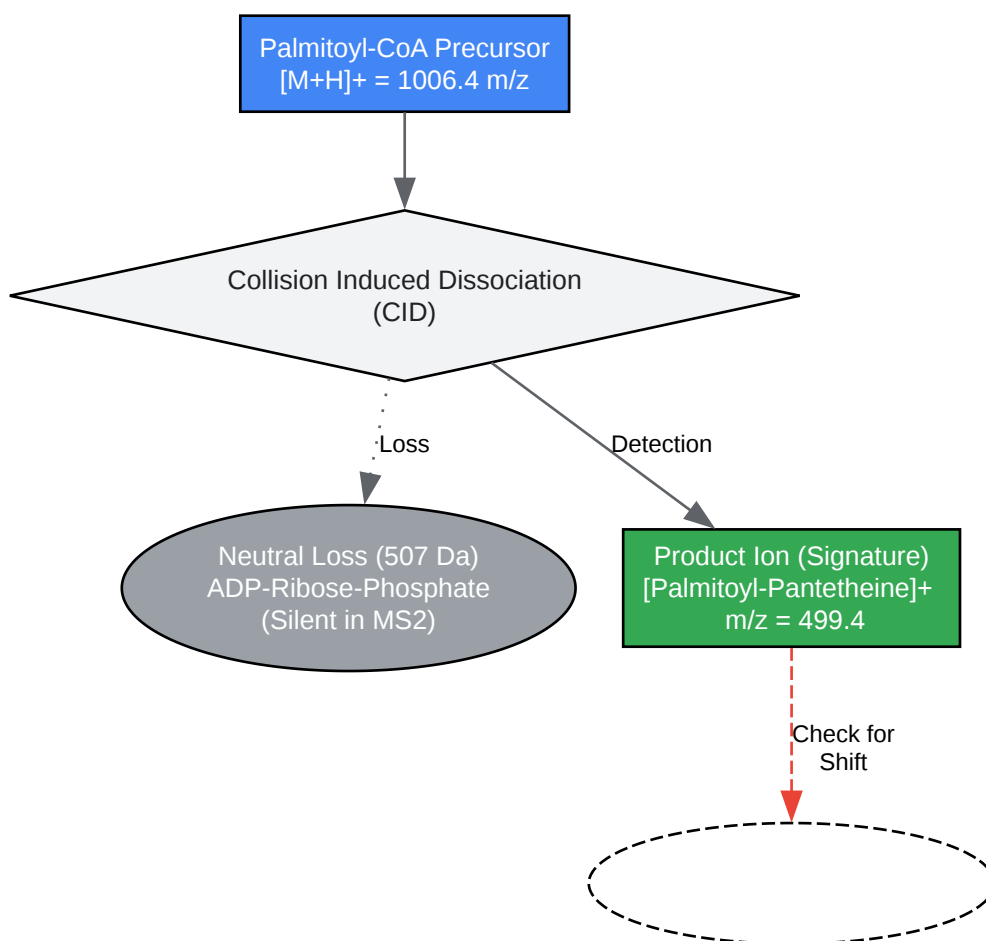 Palmitoyl-CoA Precursor
[M+H]+ = 1006.4 m/z
Collision Induced Dissociation
(CID)
Loss
Detection
Neutral Loss (507 Da)
ADP-Ribose-Phosphate
(Silent in MS2)
Product Ion (Signature)
[Palmitoyl-Pantetheine]+
m/z = 499.4
Check for
Shift